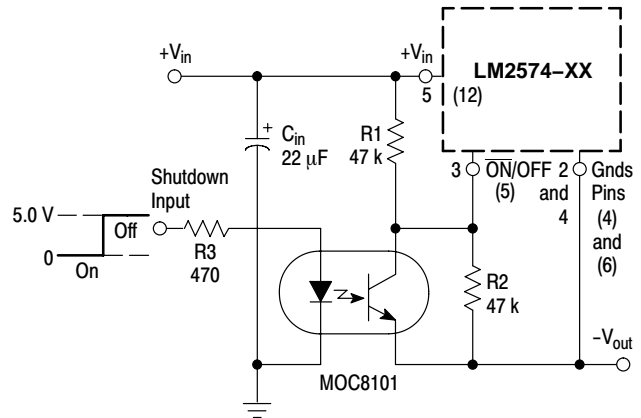 +Vin
+Vin
LM2574–XX
5 (12)
+
Cin
22 μF
R1
47 k
3 ON/OFF 2 Gnds
(5) and Pins
4 (4)
and
(6)
Shutdown
Input
5.0 V
Off
0
On
R3
470
R2
47 k
–Vout
MOC8101